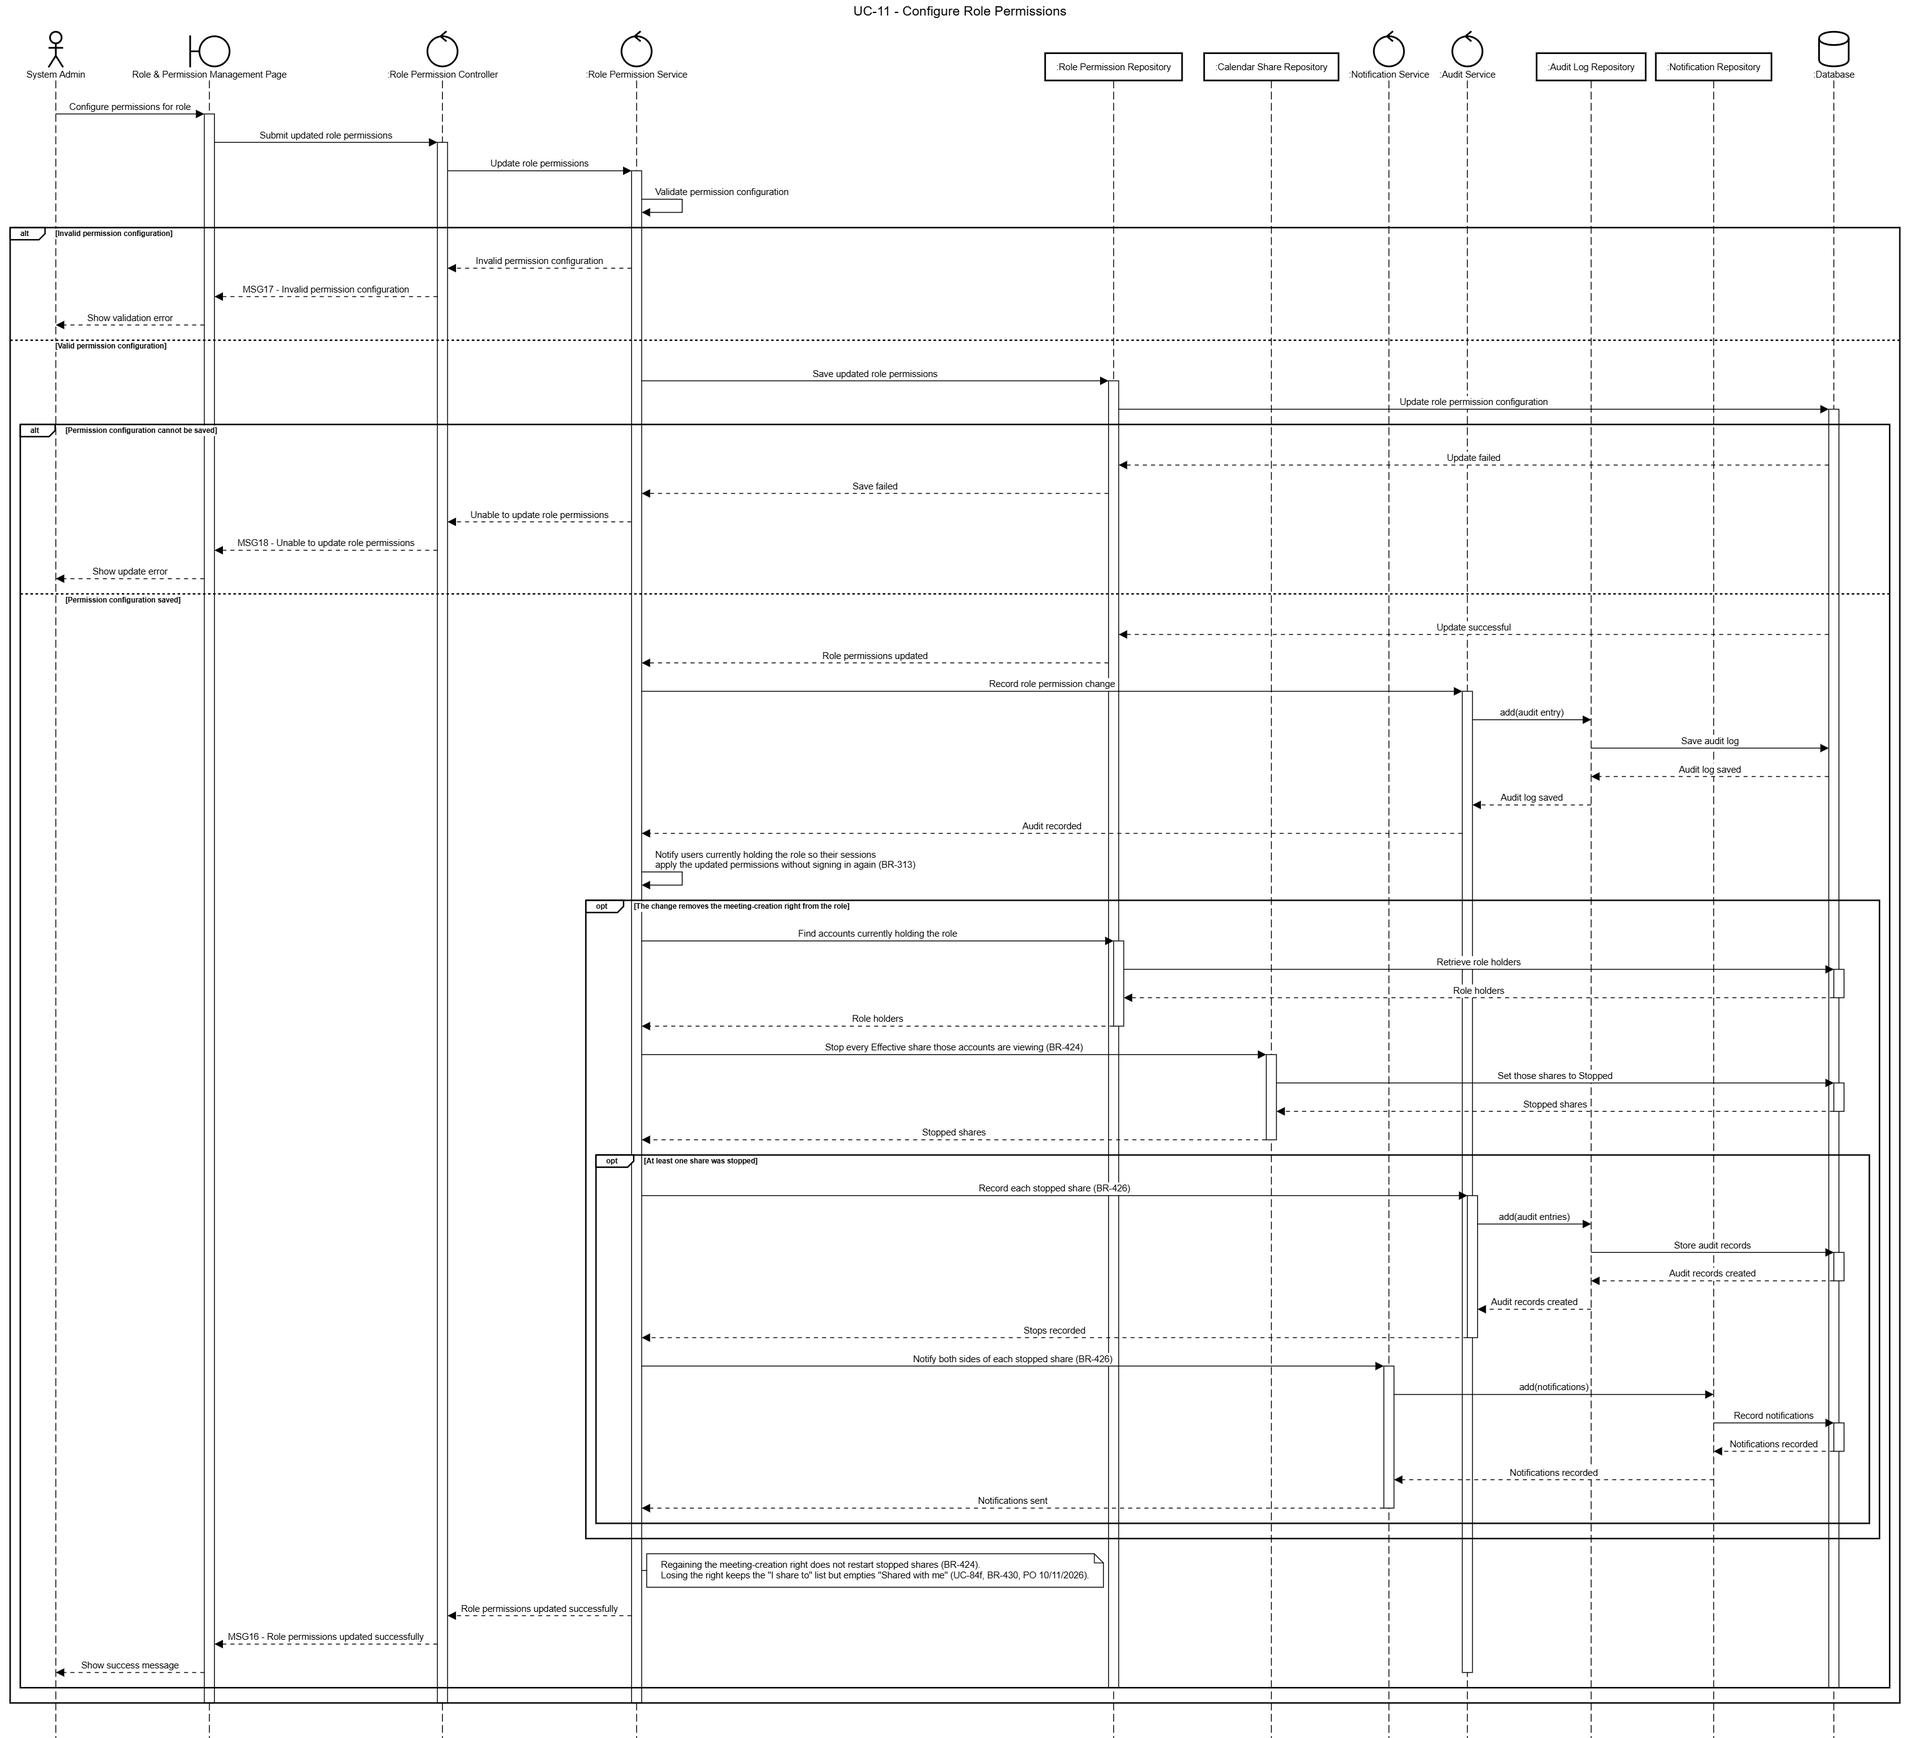 UC-11 - Configure Role Permissions
System Admin
Role & Permission Management Page
:Role Permission Controller
:Role Permission Service
:Role Permission Repository
:Calendar Share Repository
:Notification Service
:Audit Service
:Audit Log Repository
:Notification Repository
:Database
Configure permissions for role
Submit updated role permissions
Update role permissions
Validate permission configuration
alt
[Invalid permission configuration]
Invalid permission configuration
MSG17 - Invalid permission configuration
Show validation error
[Valid permission configuration]
Save updated role permissions
Update role permission configuration
alt
[Permission configuration cannot be saved]
Update failed
Save failed
Unable to update role permissions
MSG18 - Unable to update role permissions
Show update error
[Permission configuration saved]
Update successful
Role permissions updated
Record role permission change
add(audit entry)
Save audit log
Audit log saved
Audit log saved
Audit recorded
Notify users currently holding the role so their sessions
apply the updated permissions without signing in again (BR-313)
opt
[The change removes the meeting-creation right from the role]
Find accounts currently holding the role
Retrieve role holders
Role holders
Role holders
Stop every Effective share those accounts are viewing (BR-424)
Set those shares to Stopped
Stopped shares
Stopped shares
opt
[At least one share was stopped]
Record each stopped share (BR-426)
add(audit entries)
Store audit records
Audit records created
Audit records created
Stops recorded
Notify both sides of each stopped share (BR-426)
add(notifications)
Record notifications
Notifications recorded
Notifications recorded
Notifications sent
Regaining the meeting-creation right does not restart stopped shares (BR-424).
Losing the right keeps the "I share to" list but empties "Shared with me" (UC-84f, BR-430, PO 10/11/2026).
Role permissions updated successfully
MSG16 - Role permissions updated successfully
Show success message